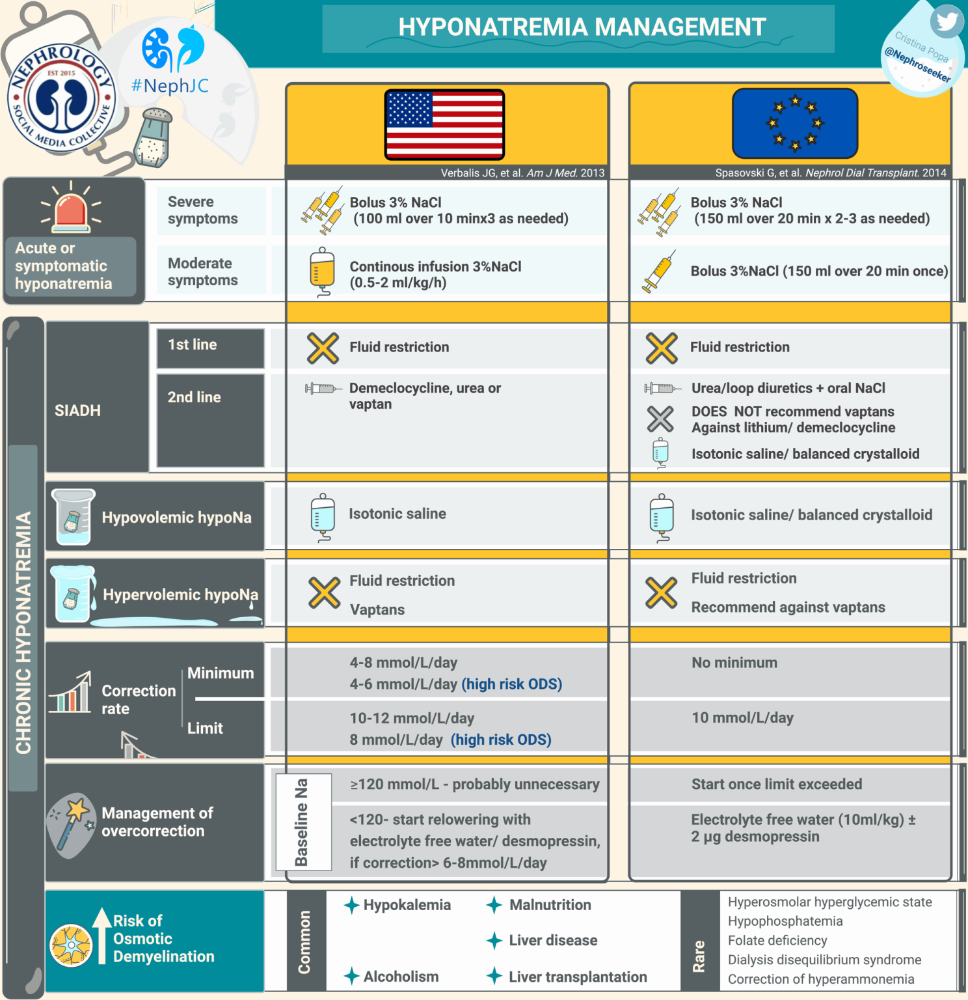 HYPONATREMIA MANAGEMENT
Cristina Popa
@Nephroseeker
NEPHROLOGY
EST 2015
SOCIAL MEDIA COLLECTIVE
#NephJC
Verbalis JG, et al. Am J Med. 2013
Spasovski G, et al. Nephrol Dial Transplant. 2014
Acute or
symptomatic
hyponatremia
Severe
symptoms
Bolus 3% NaCl
(100 ml over 10 minx3 as needed)
Bolus 3% NaCl
(150 ml over 20 min x 2-3 as needed)
Moderate
symptoms
Continous infusion 3%NaCl
(0.5-2 ml/kg/h)
Bolus 3%NaCl (150 ml over 20 min once)
CHRONIC HYPONATREMIA
SIADH
1st line
Fluid restriction
Fluid restriction
2nd line
Demeclocycline, urea or
vaptan
Urea/loop diuretics + oral NaCl
DOES NOT recommend vaptans
Against lithium/ demeclocycline
Isotonic saline/ balanced crystalloid
Hypovolemic hypoNa
Isotonic saline
Isotonic saline/ balanced crystalloid
Hypervolemic hypoNa
Fluid restriction
Vaptans
Fluid restriction
Recommend against vaptans
Correction
rate
Minimum
4-8 mmol/L/day
4-6 mmol/L/day (high risk ODS)
No minimum
Limit
10-12 mmol/L/day
8 mmol/L/day (high risk ODS)
10 mmol/L/day
Management of
overcorrection
Baseline Na
≥120 mmol/L - probably unnecessary
Start once limit exceeded
<120- start relowering with
electrolyte free water/ desmopressin,
if correction> 6-8mmol/L/day
Electrolyte free water (10ml/kg) ±
2 µg desmopressin
Risk of
Osmotic
Demyelination
Common
Hypokalemia
Malnutrition
Liver disease
Alcoholism
Liver transplantation
Rare
Hyperosmolar hyperglycemic state
Hypophosphatemia
Folate deficiency
Dialysis disequilibrium syndrome
Correction of hyperammonemia